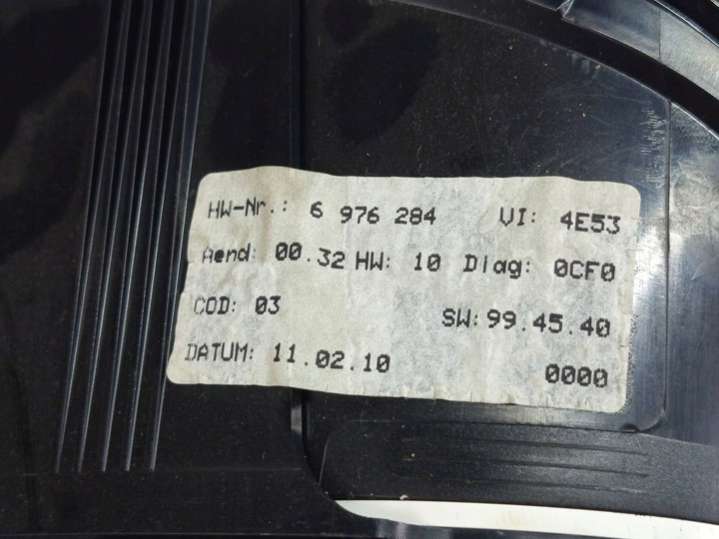 HW-Nr.: 6 976 284 VI: 4E53
Aend: 00.32 HW: 10 Diag: 0CF0
COD: 03 SW: 99.45.40
DATUM: 11.02.10 0000